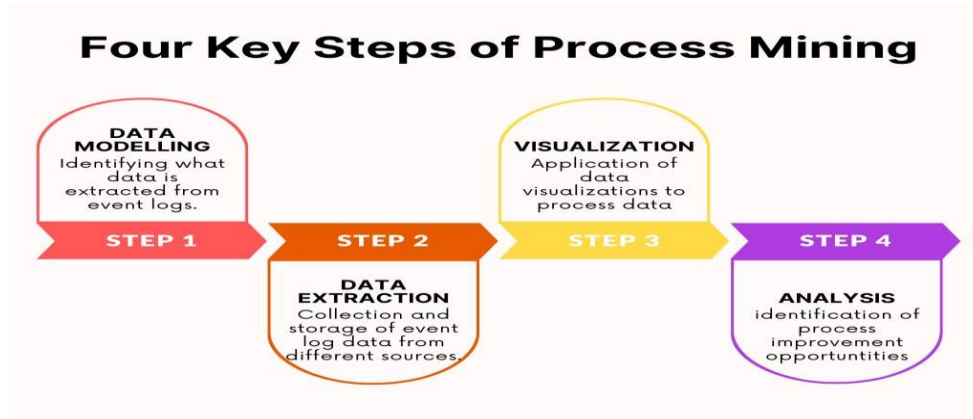 Four Key Steps of Process Mining
DATA
MODELLING
Identifying what
data is
extracted from
event logs.
STEP 1
STEP 2
DATA
EXTRACTION
Collection and
storage of event
log data from
different sources.
VISUALIZATION
Application of
data
visualizations to
process data
STEP 3
STEP 4
ANALYSIS
identification of
process
improvement
opportuntities